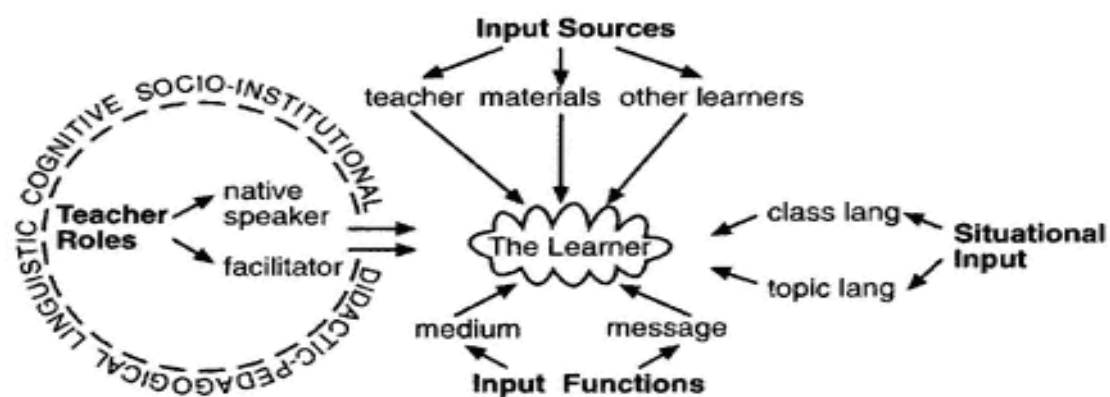 Input Sources
teacher materials other learners
LINGUISTIC COGNITIVE SOCIO-INSTITUTIONAL
DIDACTIC-PEDAGOGICAL
Teacher
Roles
native
speaker
facilitator
The Learner
class lang
topic lang
Situational
Input
medium message
Input Functions